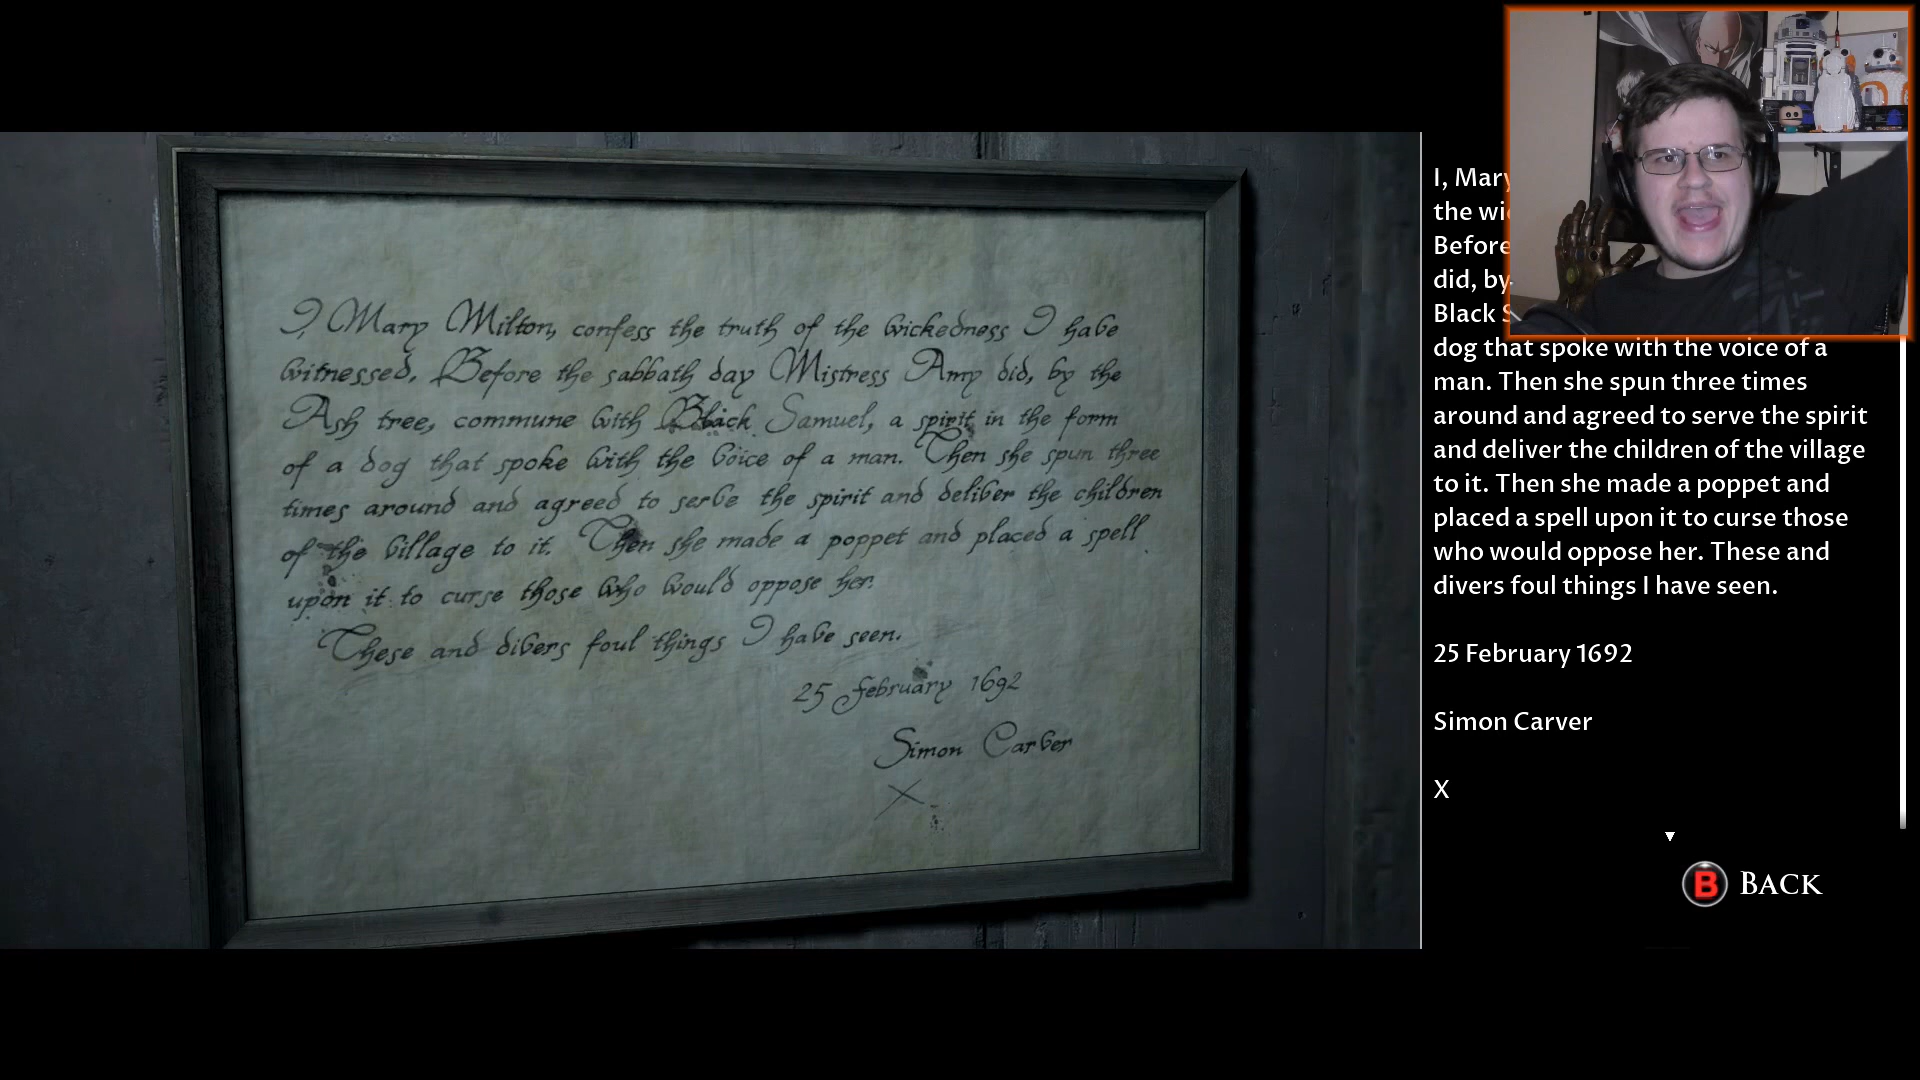 I, Mary Milton, confess the truth of the wickedness I have
witnessed. Before the sabbath day Mistress Amy did, by the
Ash tree, commune with Black Samuel, a spirit in the form
of a dog that spoke with the voice of a man. Then she spun three
times around and agreed to serve the spirit and deliver the children
of the village to it. Then she made a poppet and placed a spell
upon it to curse those who would oppose her.
These and divers foul things I have seen.
25 February 1692
Simon Carver
X
I, Mary
the
Before
did, by
Black
dog that spoke with the voice of a
man. Then she spun three times
around and agreed to serve the spirit
and deliver the children of the village
to it. Then she made a poppet and
placed a spell upon it to curse those
who would oppose her. These and
divers foul things I have seen.
25 February 1692
Simon Carver
X
B BACK